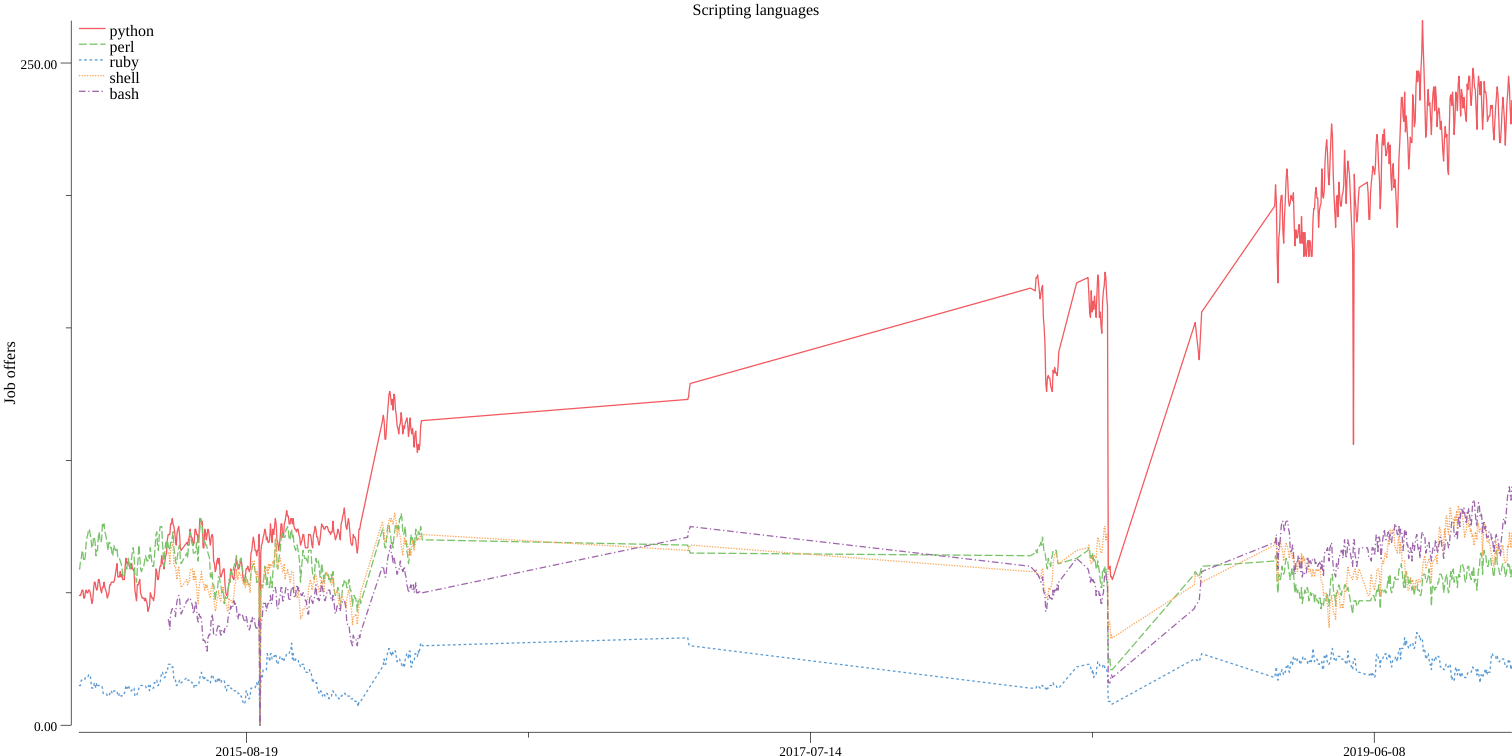 Scripting languages
python
perl
ruby
shell
bash
250.00
Job offers
0.00
2015-08-19
2017-07-14
2019-06-08